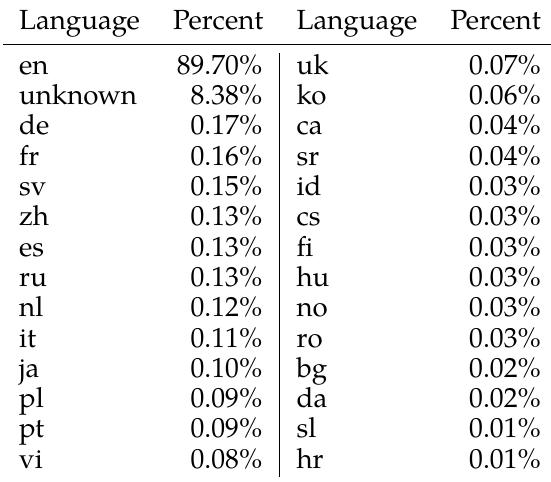 Language Percent Language Percent
en 89.70% uk 0.07%
unknown 8.38% ko 0.06%
de 0.17% ca 0.04%
fr 0.16% sr 0.04%
sv 0.15% id 0.03%
zh 0.13% cs 0.03%
es 0.13% fi 0.03%
ru 0.13% hu 0.03%
nl 0.12% no 0.03%
it 0.11% ro 0.03%
ja 0.10% bg 0.02%
pl 0.09% da 0.02%
pt 0.09% sl 0.01%
vi 0.08% hr 0.01%